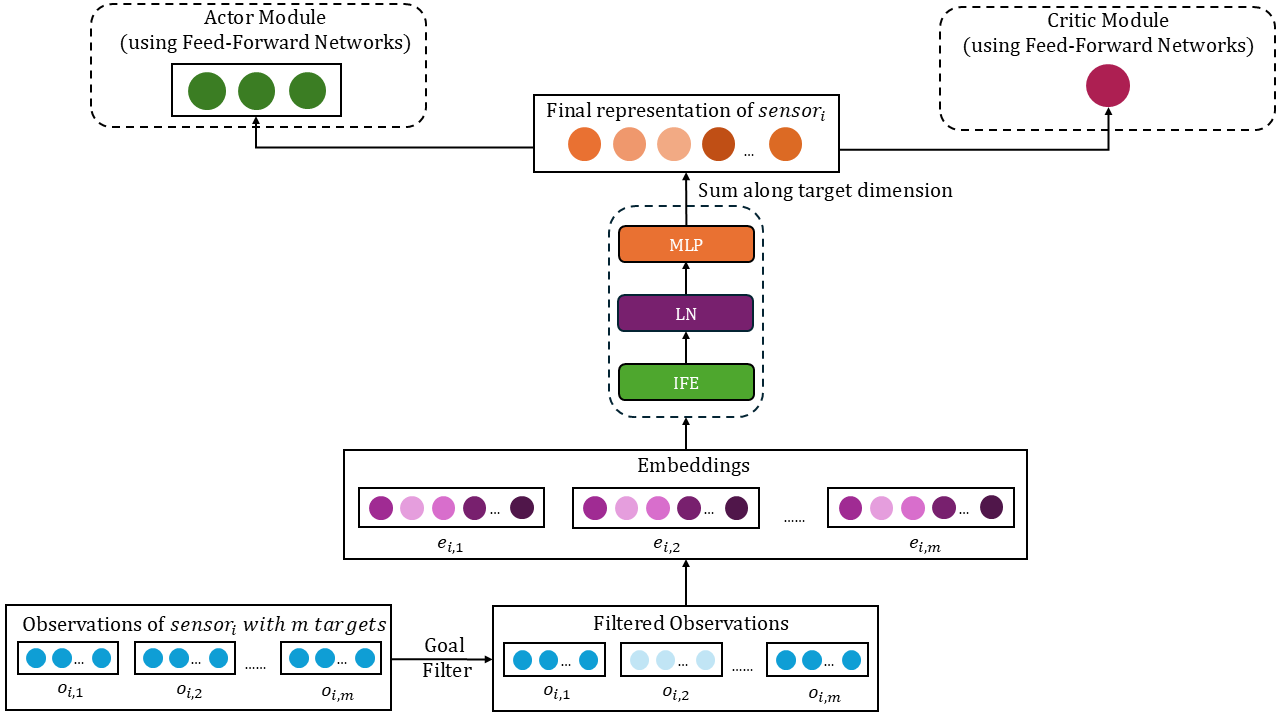 Actor Module
(using Feed-Forward Networks)
Critic Module
(using Feed-Forward Networks)
Final representation of sensor_i
...
Sum along target dimension
MLP
LN
IFE
Embeddings
... ... ...... ...
e_{i,1} e_{i,2} e_{i,m}
Observations of sensor_i with m targets
... ... ...... ...
o_{i,1} o_{i,2} o_{i,m}
Goal
Filter
Filtered Observations
... ... ...... ...
o_{i,1} o_{i,2} o_{i,m}